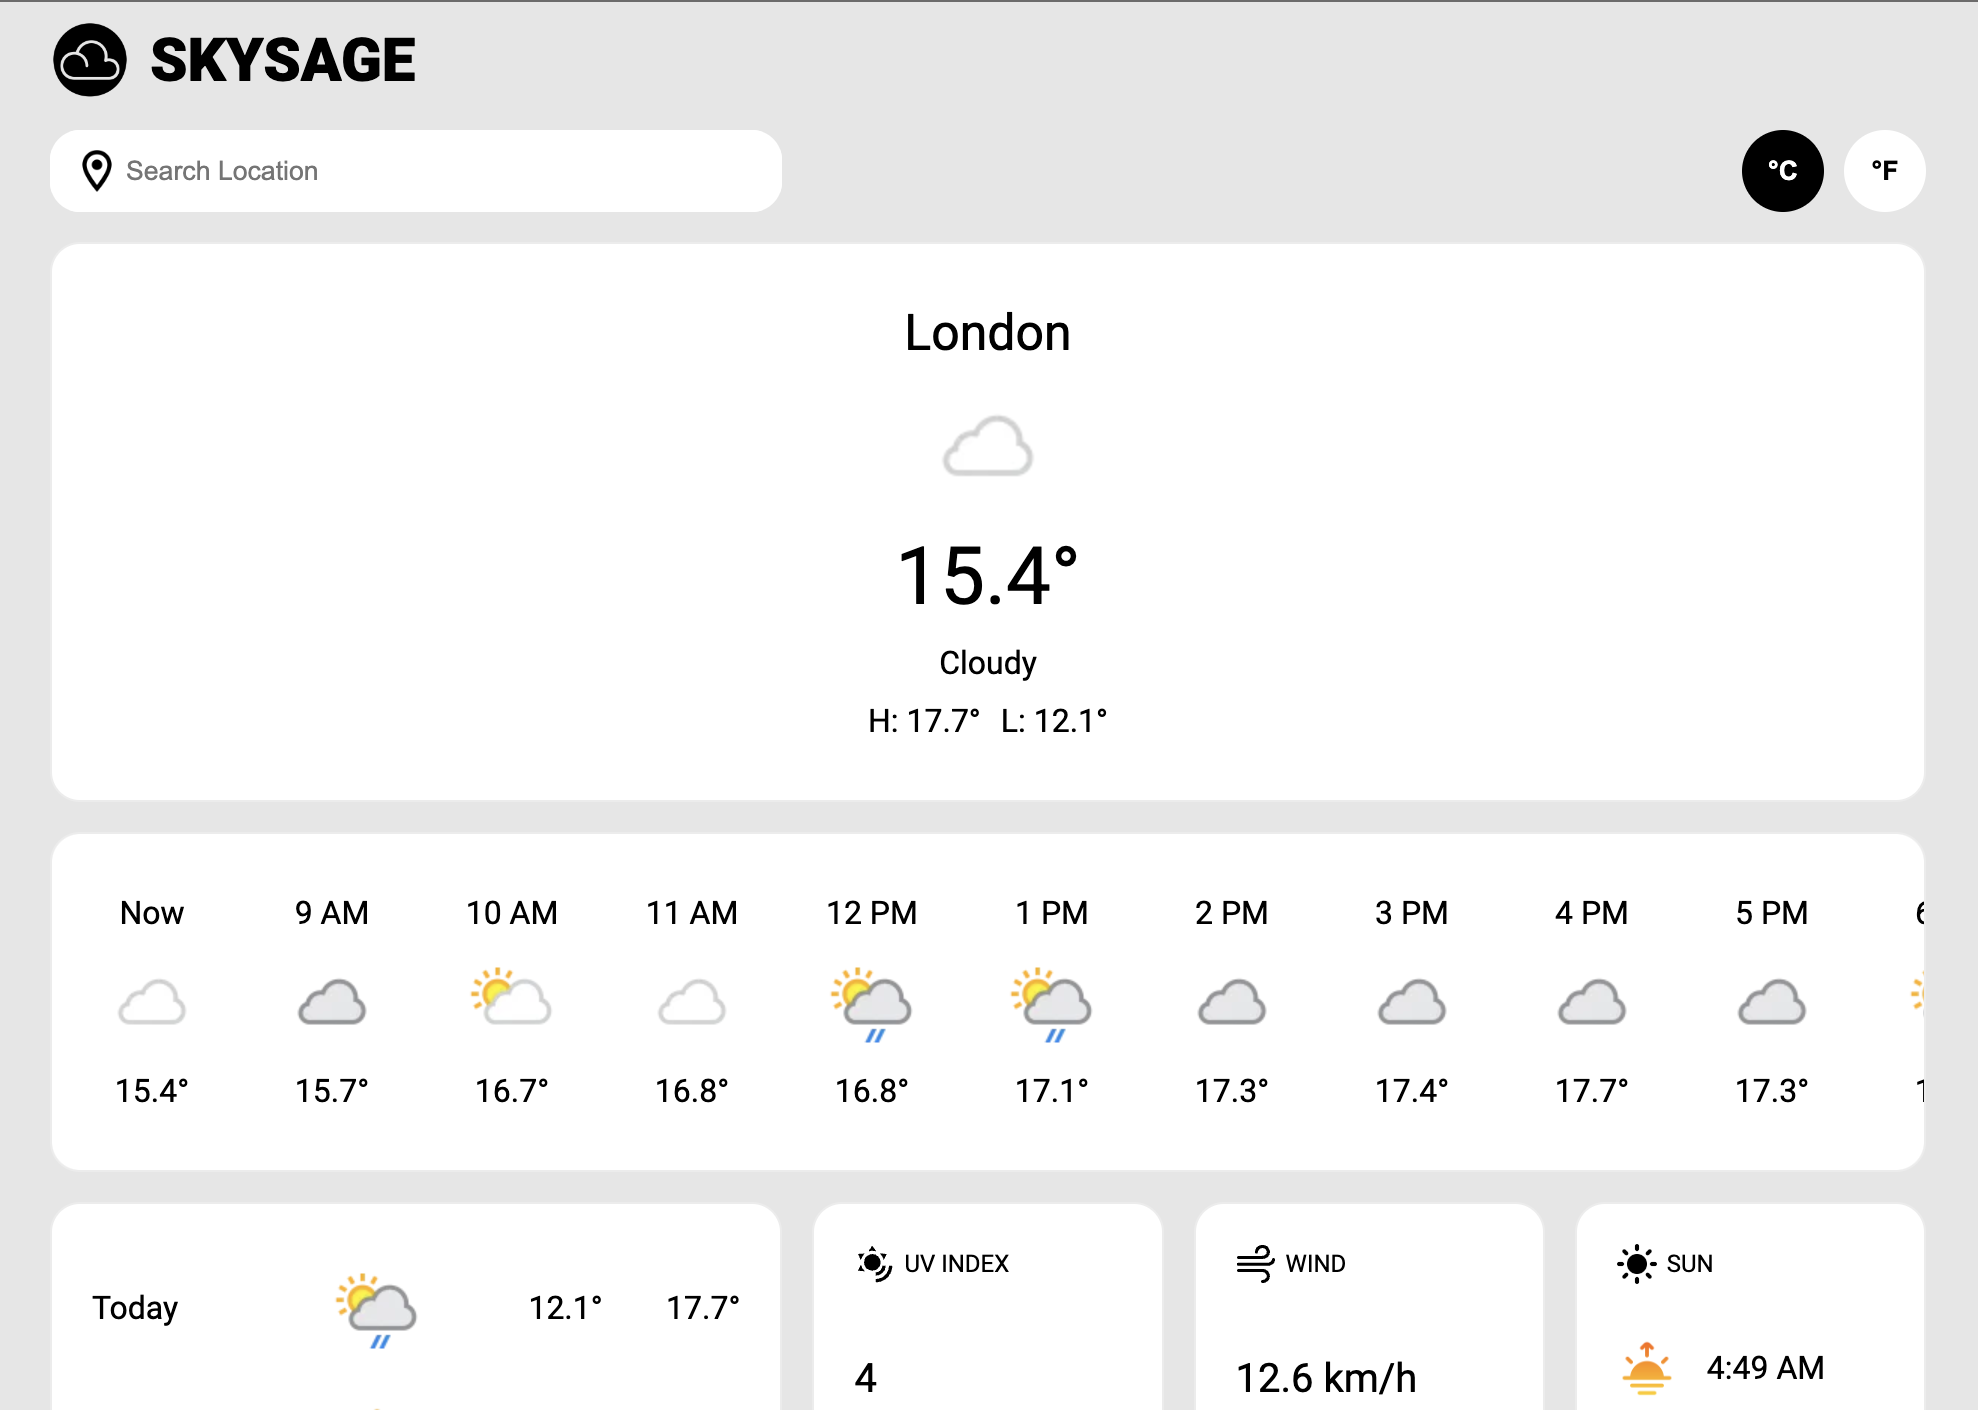 SKYSAGE
Search Location
°C °F
London
15.4°
Cloudy
H: 17.7° L: 12.1°
Now 9 AM 10 AM 11 AM 12 PM 1 PM 2 PM 3 PM 4 PM 5 PM
15.4° 15.7° 16.7° 16.8° 16.8° 17.1° 17.3° 17.4° 17.7° 17.3°
UV INDEX WIND SUN
Today 12.1° 17.7°
4 12.6 km/h 4:49 AM